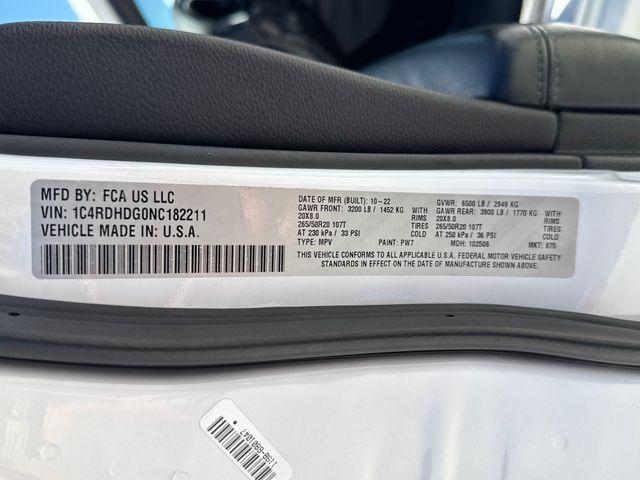 MFD BY: FCA US LLC
VIN: 1C4RDHDG0NC182211
VEHICLE MADE IN: U.S.A.
DATE OF MFR (BUILT): 10-22 GVWR: 6500 LB / 2949 KG
GAWR FRONT: 3200 LB / 1452 KG WITH GAWR REAR: 3900 LB / 1770 KG WITH
20X8.0 RIMS 20X8.0 RIMS
265/50R20 107T TIRES 265/50R20 107T TIRES
AT 230 kPa / 33 PSI COLD AT 250 kPa / 36 PSI COLD
TYPE: MPV PAINT: PW7 MDH: 102506 MKT: 875
THIS VEHICLE CONFORMS TO ALL APPLICABLE U.S.A. FEDERAL MOTOR VEHICLE SAFETY
STANDARDS IN EFFECT ON THE DATE OF MANUFACTURE SHOWN ABOVE.